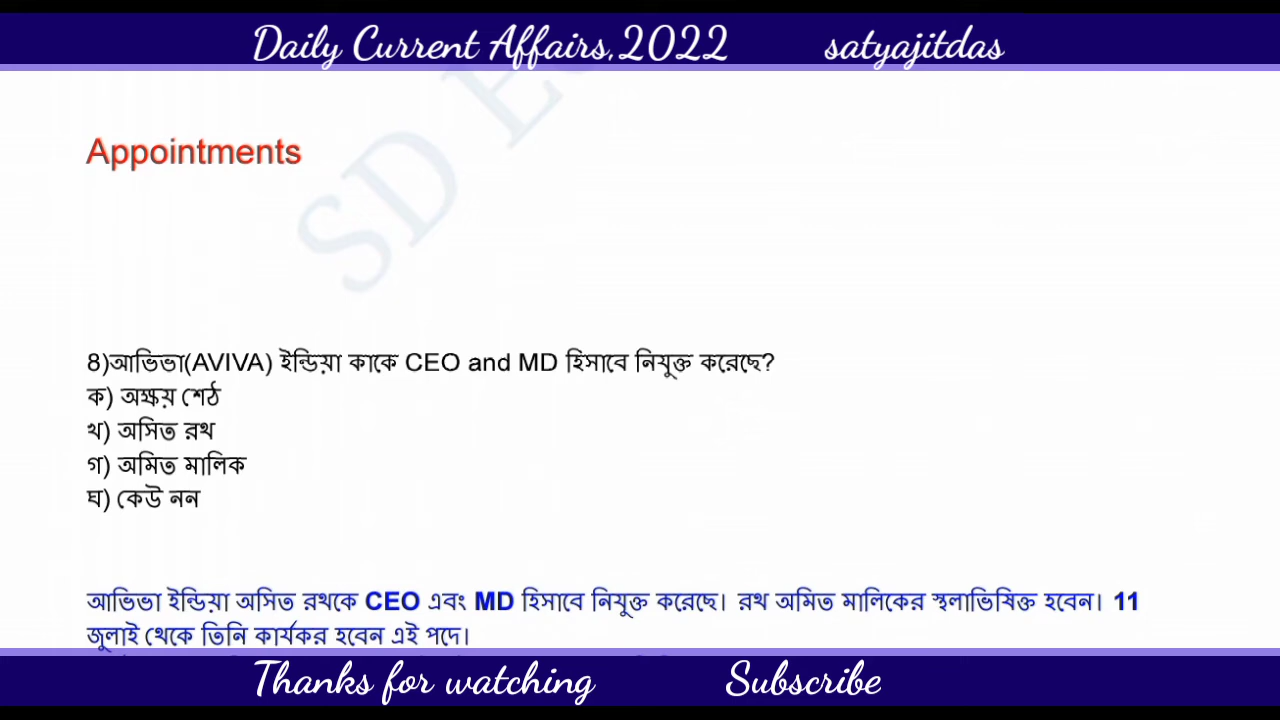 Daily Current Affairs,2022 satyajitdas
SD E
Appointments
8)আভিভা(AVIVA) ইন্ডিয়া কাকে CEO and MD হিসাবে নিযুক্ত করেছে?
ক) অক্ষয় শেঠ
খ) অসিত রথ
গ) অমিত মালিক
ঘ) কেউ নন
আভিভা ইন্ডিয়া অসিত রথকে CEO এবং MD হিসাবে নিযুক্ত করেছে। রথ অমিত মালিকের স্থলাভিষিক্ত হবেন। 11
জুলাই থেকে তিনি কার্যকর হবেন এই পদে।
Thanks for watching Subscribe